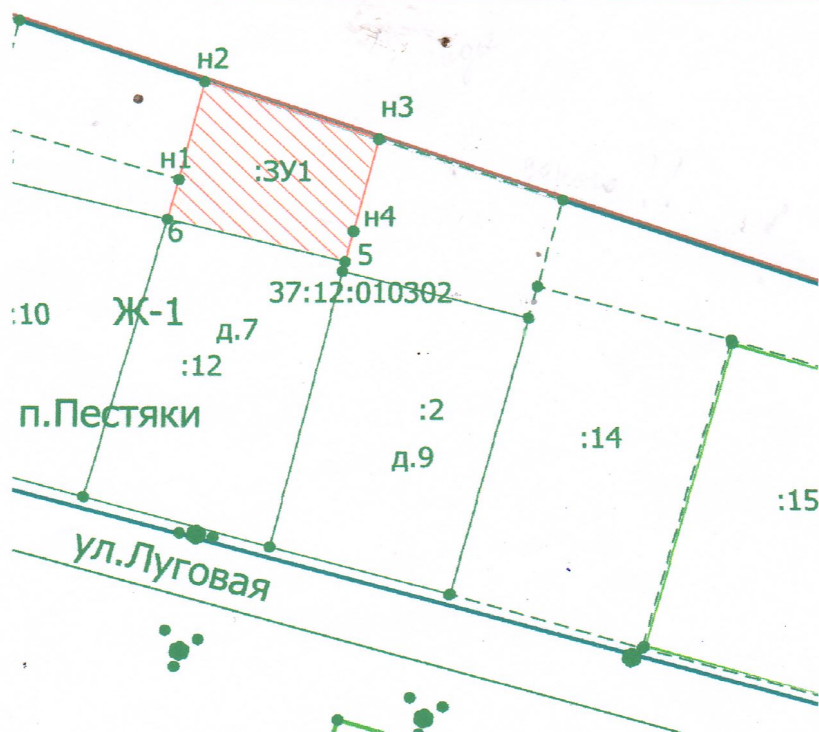 н2
н3
н1
:ЗУ1
н4
6
5
37:12:010302
:10
Ж-1
д.7
:12
:2
п.Пестяки
:14
д.9
:15
ул.Луговая